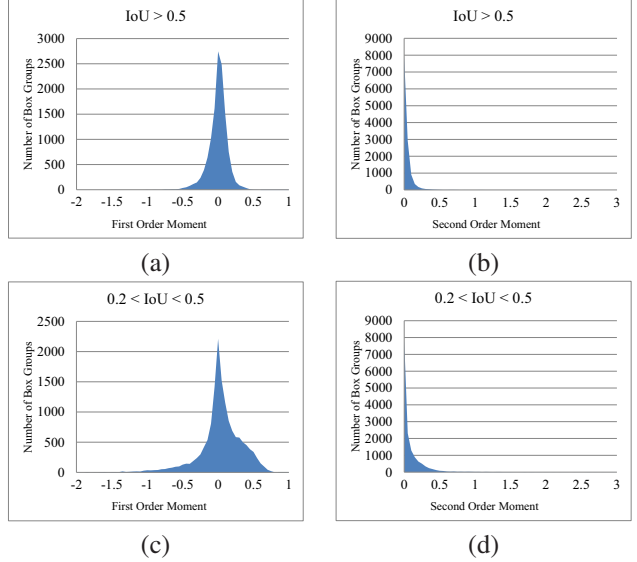 IoU > 0.5
Number of Box Groups
3000
2500
2000
1500
1000
500
0
-2 -1.5 -1 -0.5 0 0.5 1
First Order Moment
(a)
IoU > 0.5
Number of Box Groups
9000
8000
7000
6000
5000
4000
3000
2000
1000
0
0 0.5 1 1.5 2 2.5 3
Second Order Moment
(b)
0.2 < IoU < 0.5
Number of Box Groups
2500
2000
1500
1000
500
0
-2 -1.5 -1 -0.5 0 0.5 1
First Order Moment
(c)
0.2 < IoU < 0.5
Number of Box Groups
9000
8000
7000
6000
5000
4000
3000
2000
1000
0
0 0.5 1 1.5 2 2.5 3
Second Order Moment
(d)